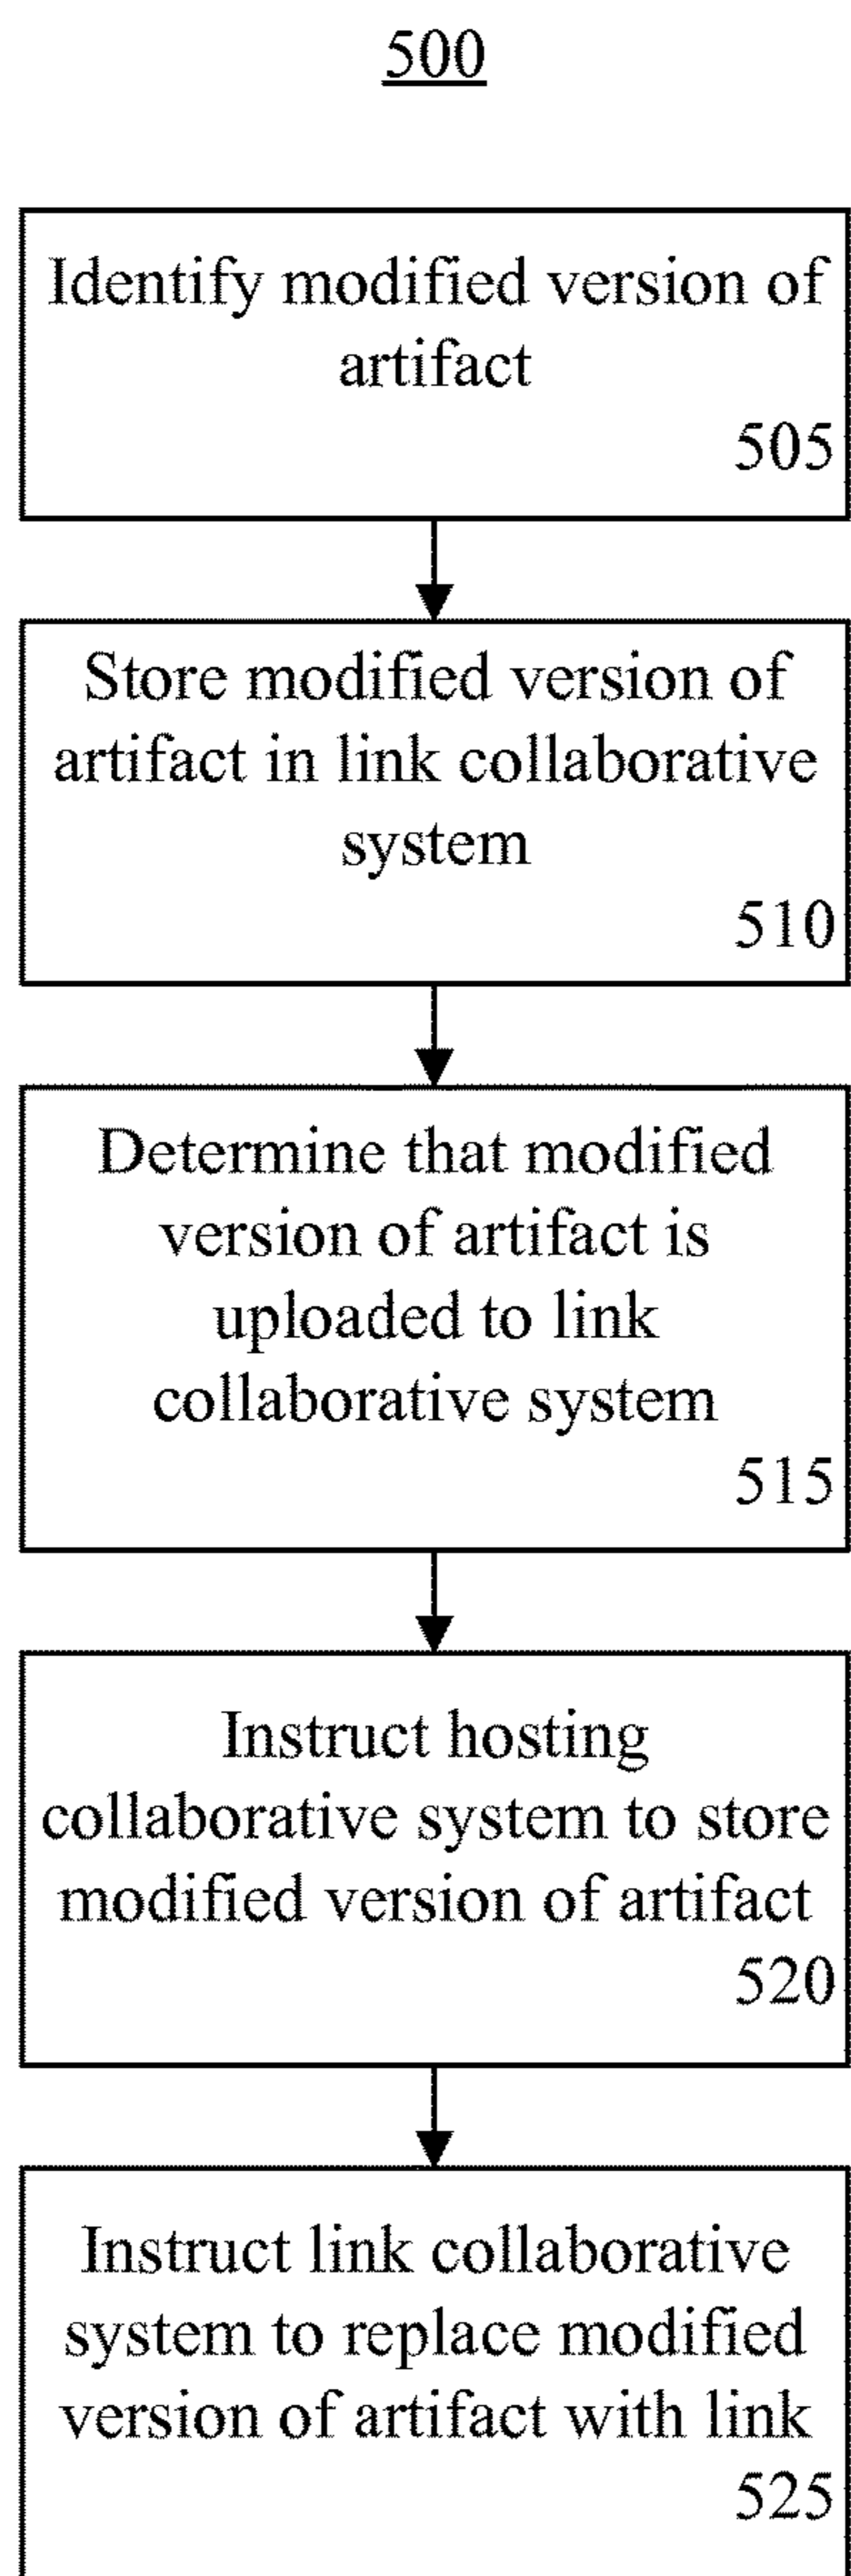 500
Identify modified version of
artifact
505
Store modified version of
artifact in link collaborative
system
510
Determine that modified
version of artifact is
uploaded to link
collaborative system
515
Instruct hosting
collaborative system to store
modified version of artifact
520
Instruct link collaborative
system to replace modified
version of artifact with link
525